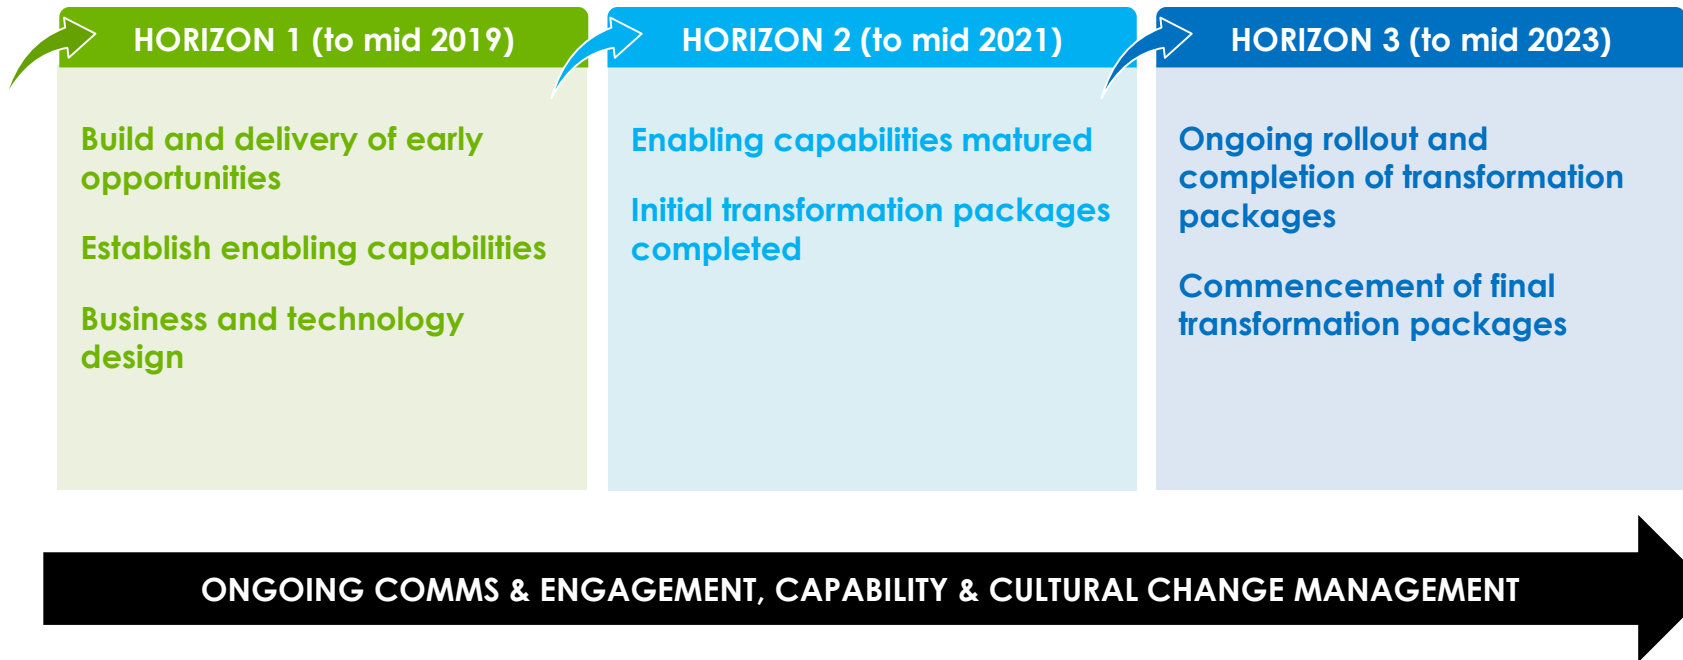 HORIZON 1 (to mid 2019)
Build and delivery of early
opportunities
Establish enabling capabilities
Business and technology
design
HORIZON 2 (to mid 2021)
Enabling capabilities matured
Initial transformation packages
completed
HORIZON 3 (to mid 2023)
Ongoing rollout and
completion of transformation
packages
Commencement of final
transformation packages
ONGOING COMMS & ENGAGEMENT, CAPABILITY & CULTURAL CHANGE MANAGEMENT